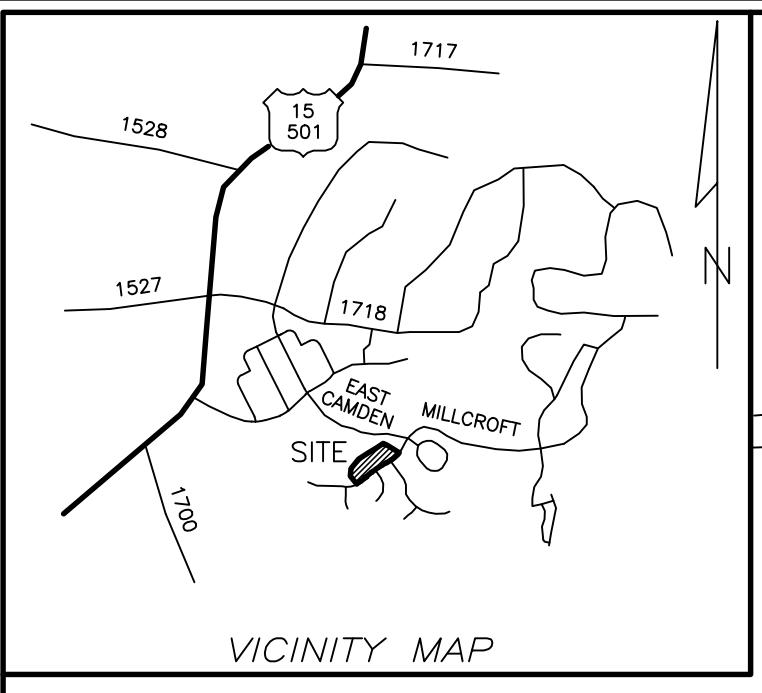 1717
15
501
1528
N
1527
1718
EAST
CAMDEN
MILLCROFT
SITE
1700
VICINITY MAP